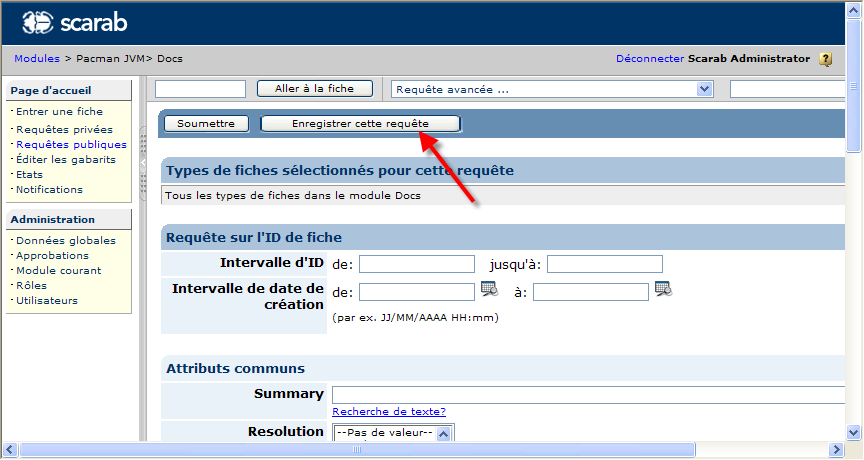 scarab
Modules > Pacman JVM> Docs
Déconnecter Scarab Administrator ?
Page d'accueil
Entrer une fiche
Requêtes privées
Requêtes publiques
Éditer les gabarits
Etats
Notifications
Administration
Données globales
Approbations
Module courant
Rôles
Utilisateurs
Aller à la fiche
Requête avancée ...
Soumettre
Enregistrer cette requête
Types de fiches sélectionnés pour cette requête
Tous les types de fiches dans le module Docs
Requête sur l'ID de fiche
Intervalle d'ID de: jusqu'à:
Intervalle de date de création de: à:
(par ex. JJ/MM/AAAA HH:mm)
Attributs communs
Summary
Recherche de texte?
Resolution --Pas de valeur--